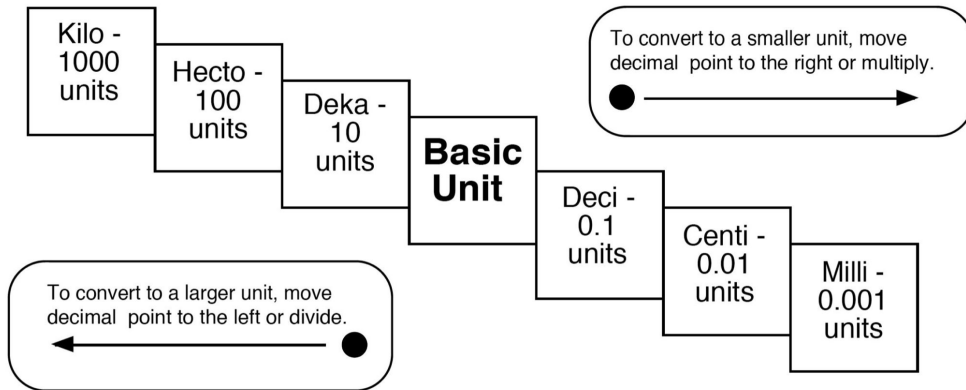 Kilo -
1000
units
Hecto -
100
units
Deka -
10
units
Basic
Unit
Deci -
0.1
units
Centi -
0.01
units
Milli -
0.001
units
To convert to a smaller unit, move
decimal point to the right or multiply.
To convert to a larger unit, move
decimal point to the left or divide.